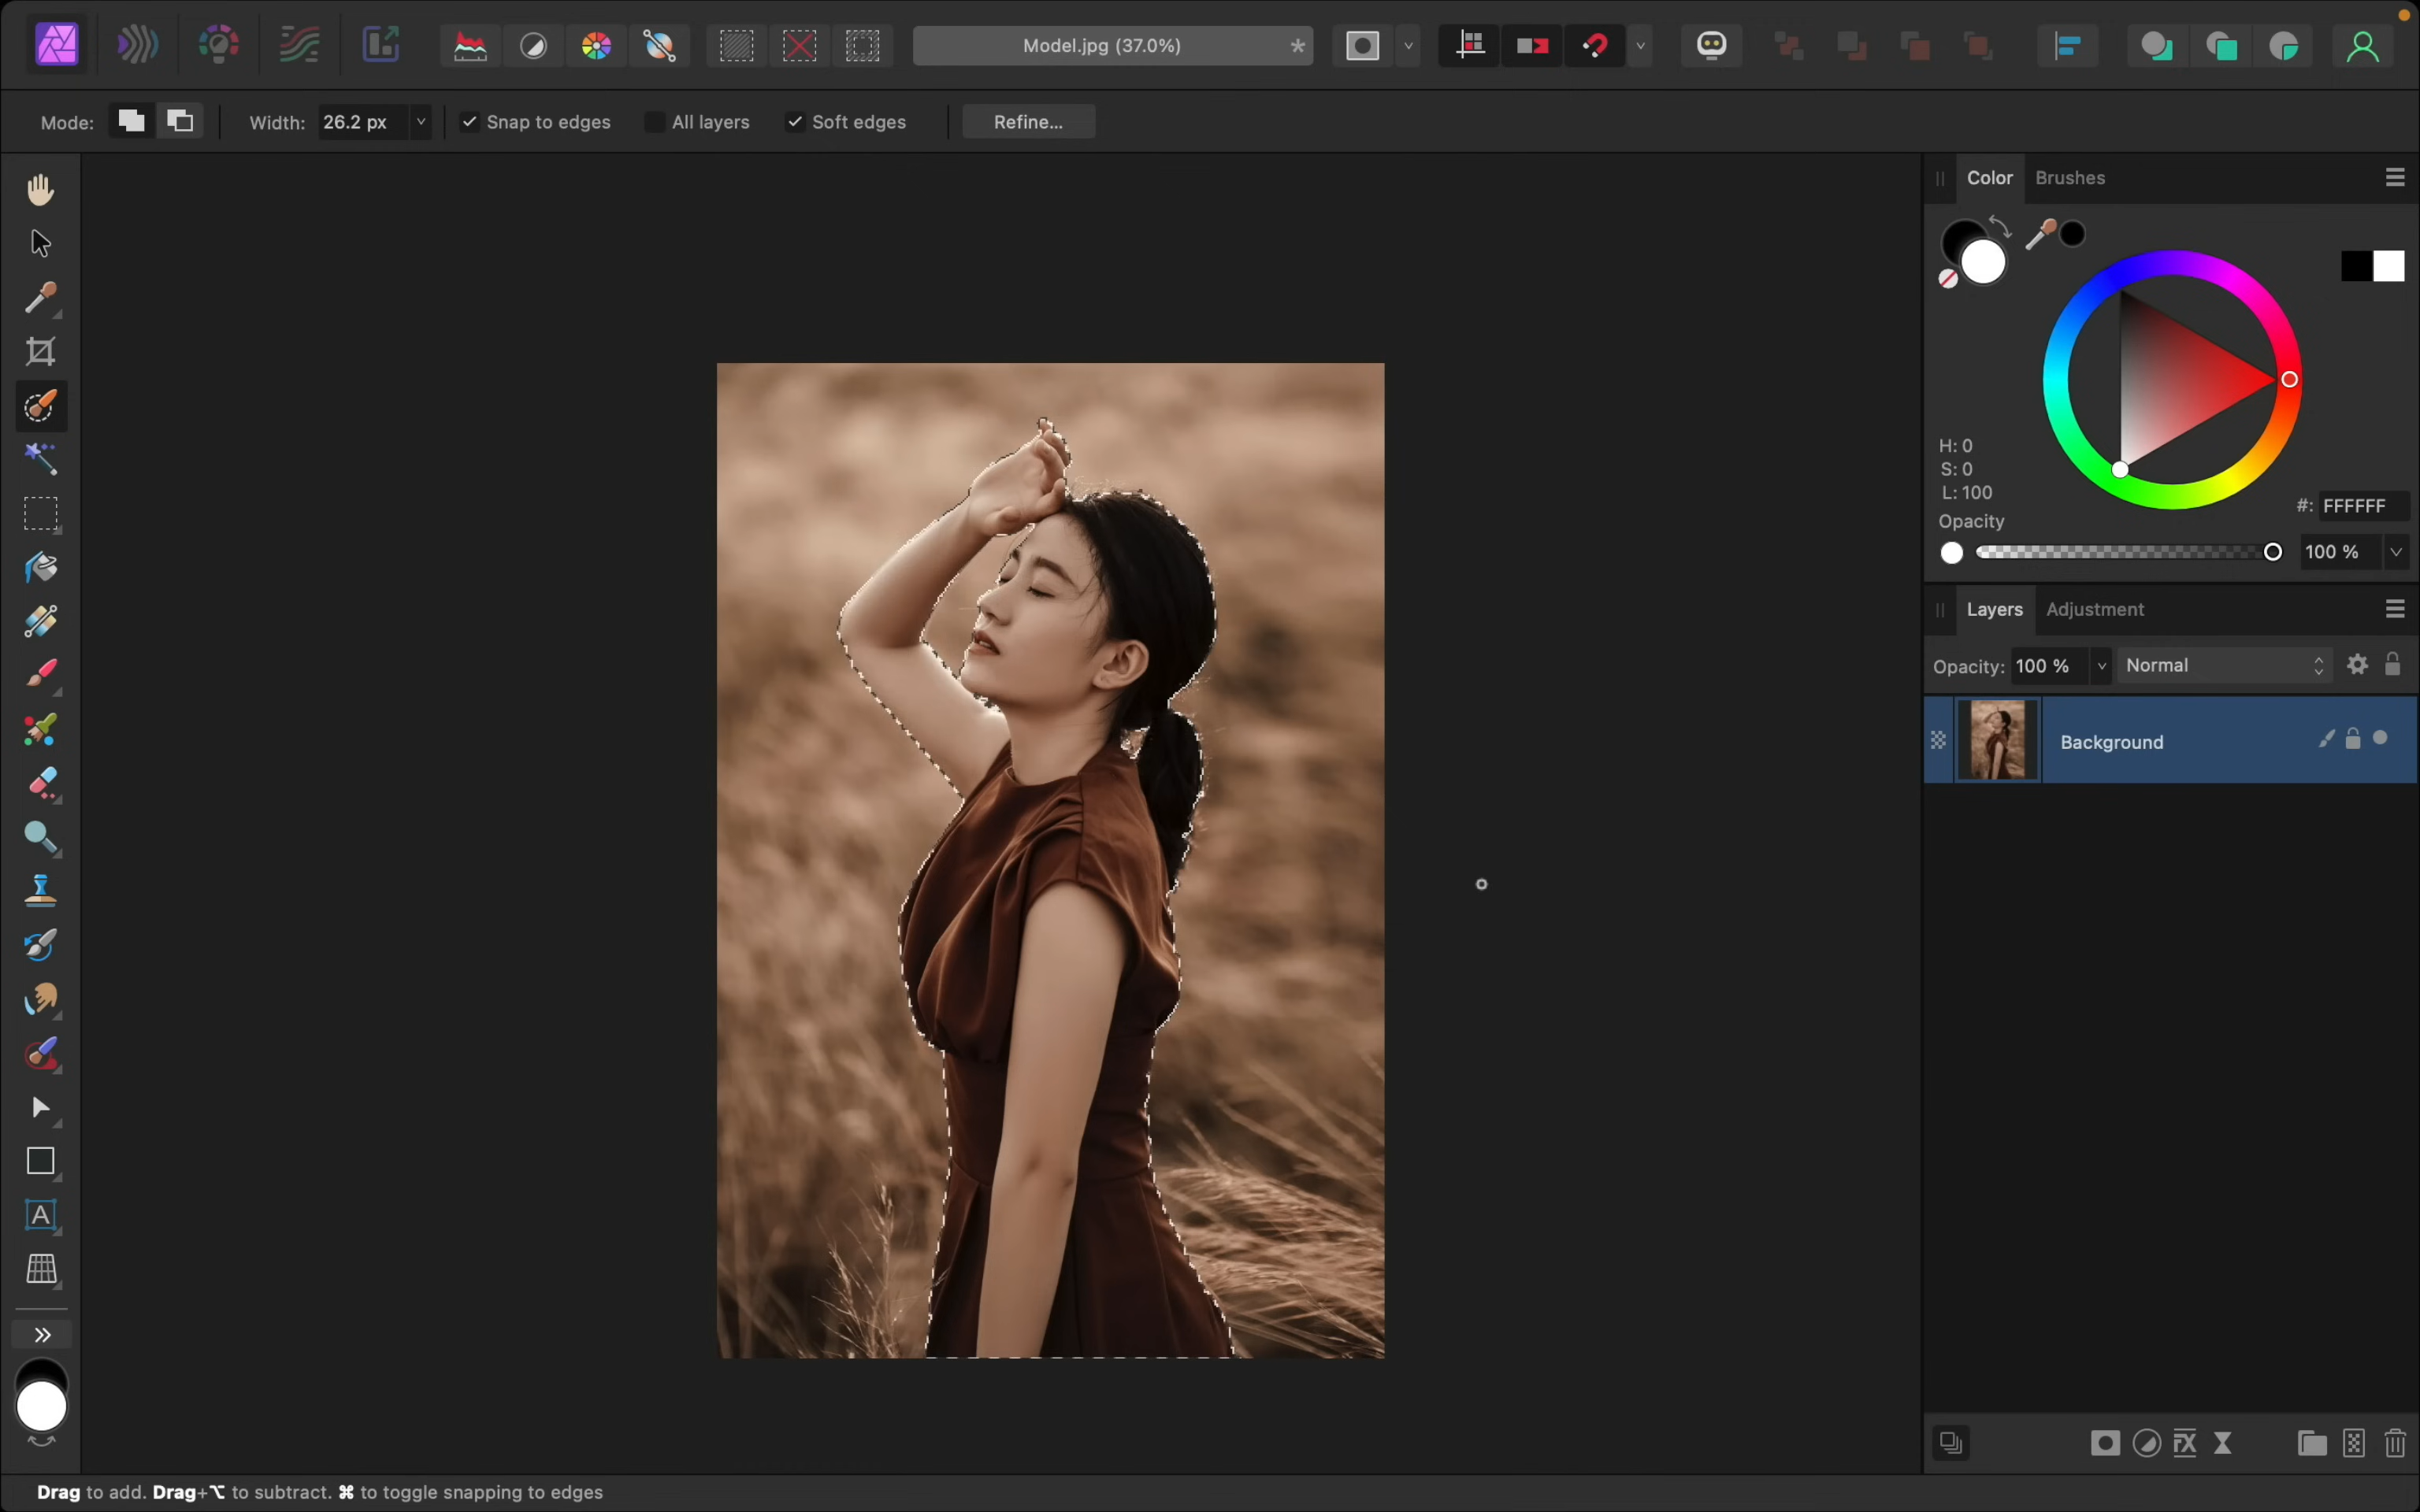 Model.jpg (37.0%) *
Mode: Width: 26.2 px Snap to edges All layers Soft edges Refine...
Color Brushes
H: 0
S: 0
L: 100
#: FFFFFF
Opacity
100 %
Layers Adjustment
Opacity: 100 % Normal
Background
FX
A
Drag to add. Drag+⌥ to subtract. ⌘ to toggle snapping to edges